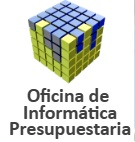 Oficina de
Informática
Presupuestaria